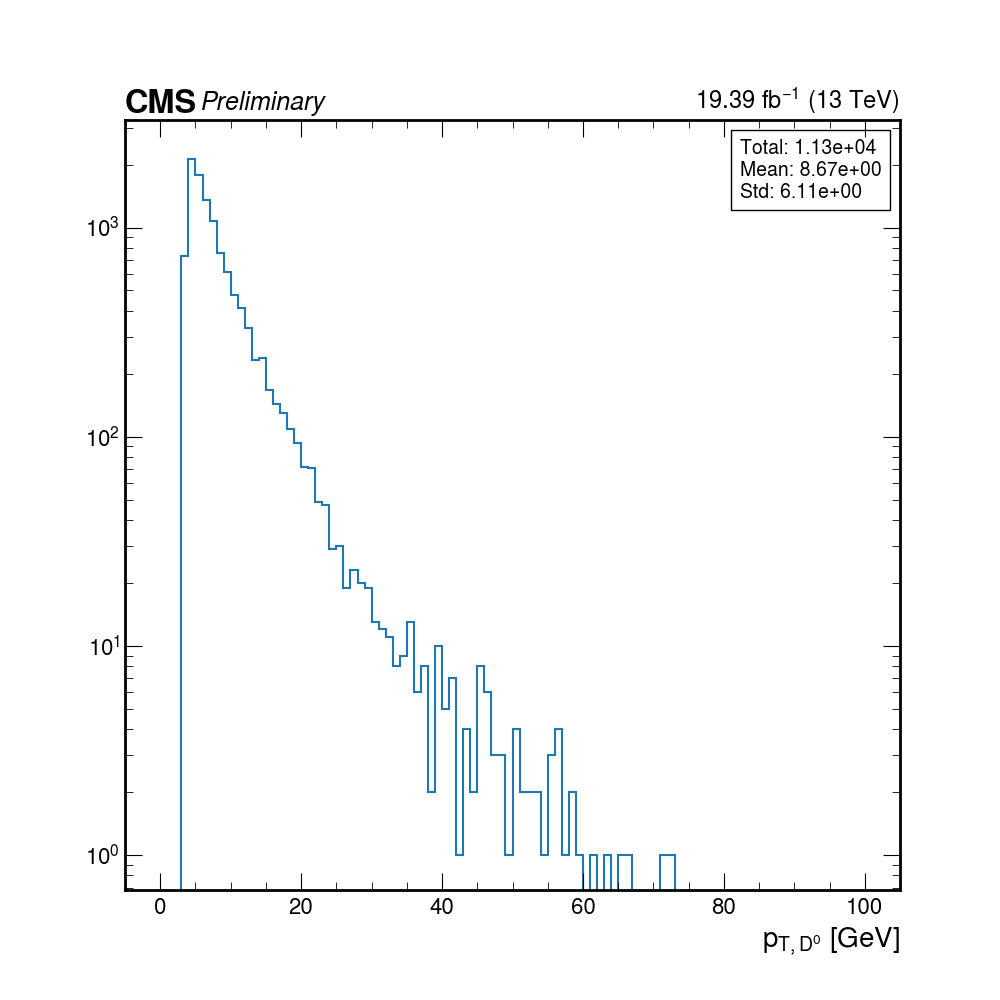 CMS Preliminary 19.39 fb⁻¹ (13 TeV)
Total: 1.13e+04
Mean: 8.67e+00
Std: 6.11e+00
10³
10²
10¹
10⁰
0 20 40 60 80 100
p_{T, D⁰} [GeV]